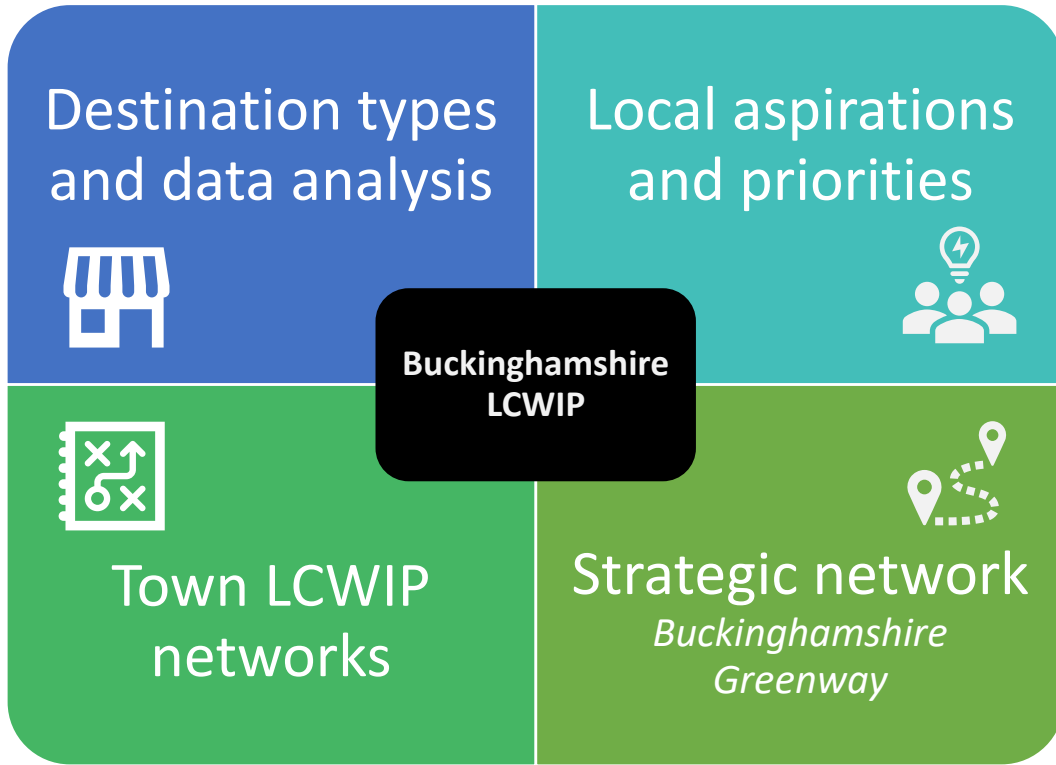 Destination types
and data analysis
Local aspirations
and priorities
Buckinghamshire
LCWIP
Town LCWIP
networks
Strategic network
Buckinghamshire
Greenway